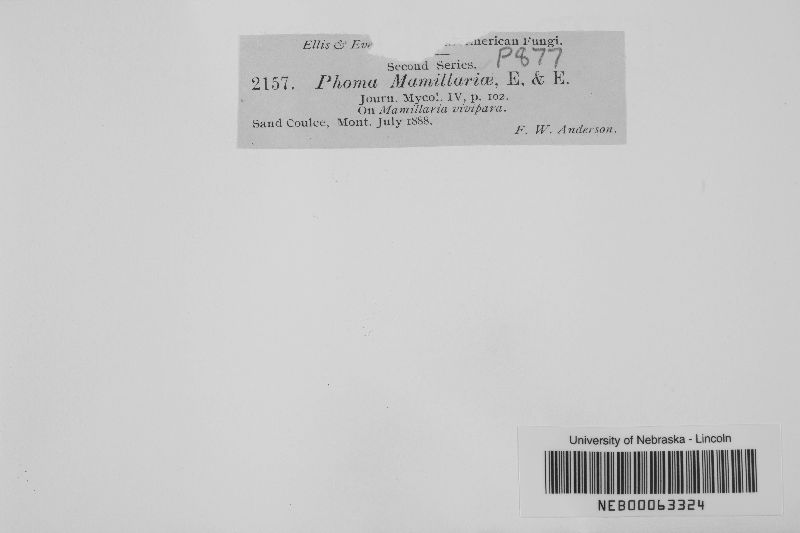 Ellis & Eve American Fungi.
P877
Second Series.
2157. Phoma Mamillariæ, E. & E.
Journ. Mycol. IV, p. 102.
On Mamillaria vivipara.
Sand Coulee, Mont. July 1888.
F. W. Anderson.
University of Nebraska - Lincoln
NEB00063324